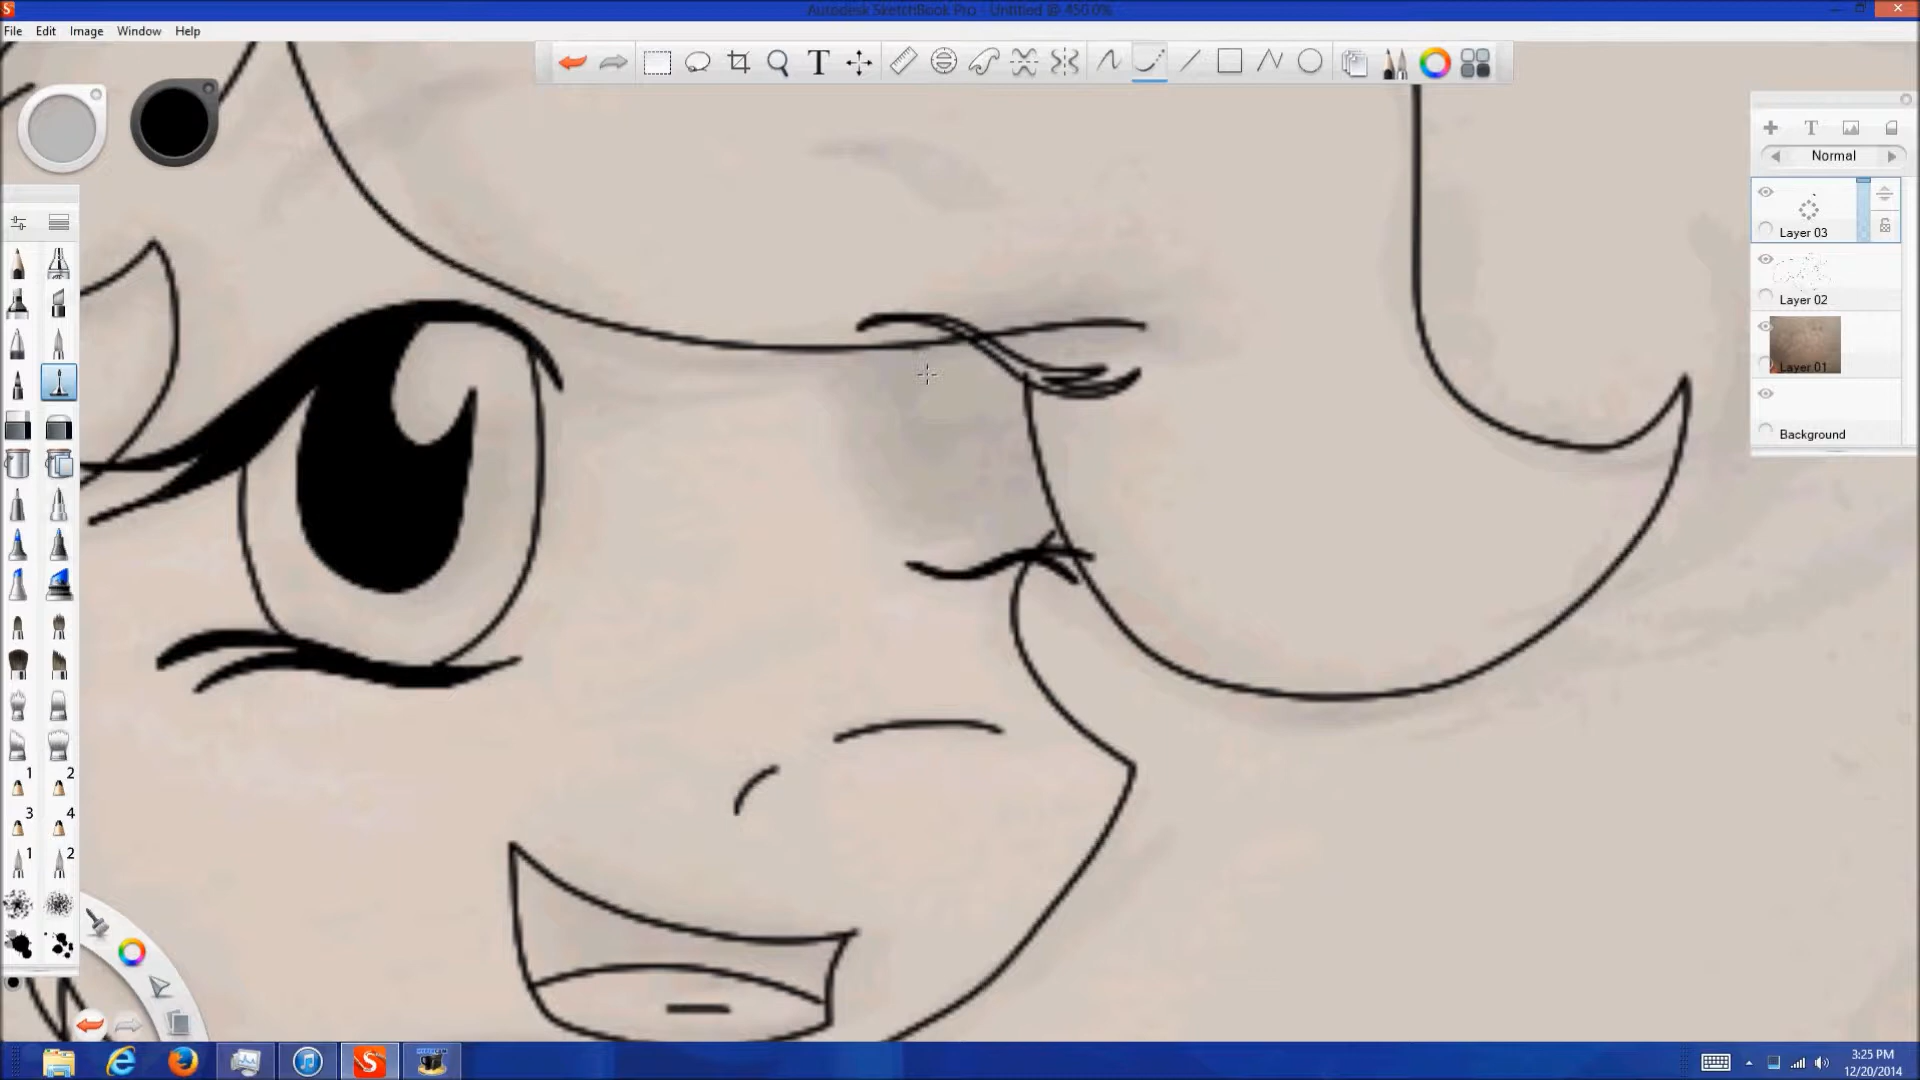 Autodesk SketchBook Pro - Untitled @ 450.0%
File Edit Image Window Help
T
T
Normal
Layer 03
Layer 02
Layer 01
Background
1 2
3 4
1 2
3:25 PM
12/20/2014